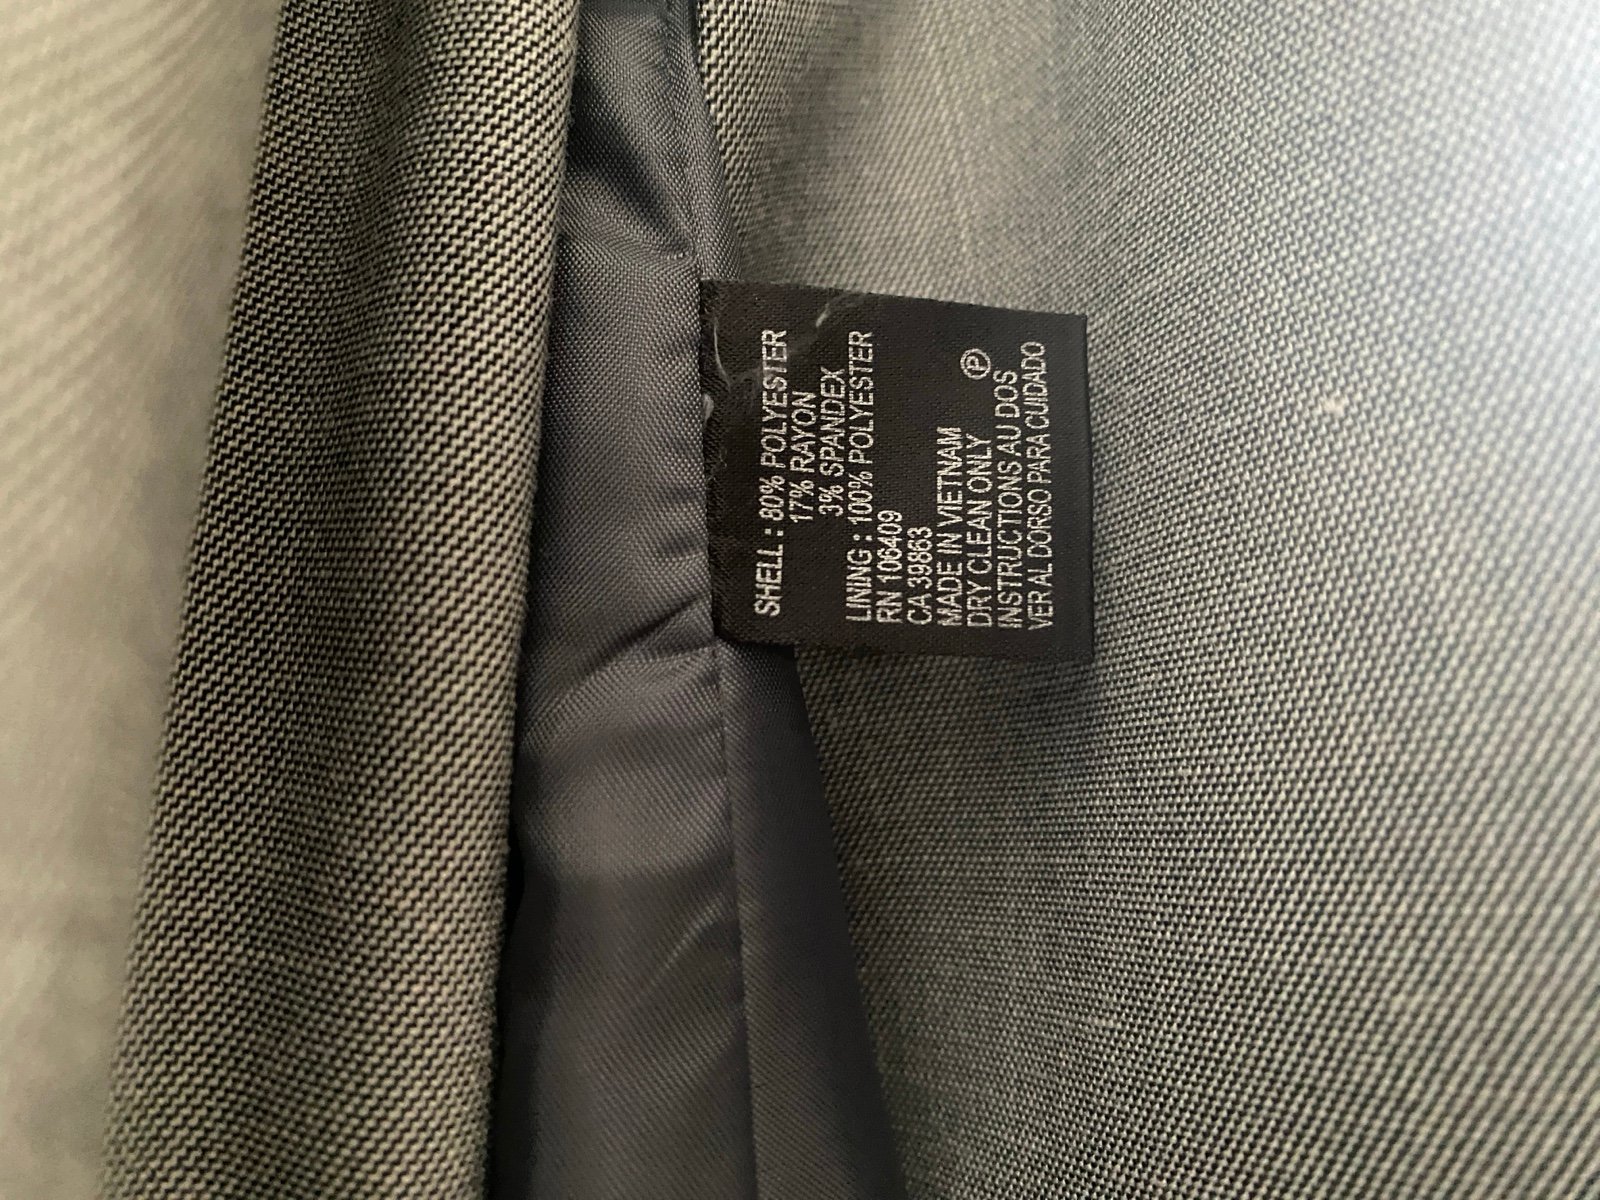 SHELL : 80% POLYESTER
17% RAYON
3% SPANDEX
LINING : 100% POLYESTER
RN 106409
CA 39863
MADE IN VIETNAM
DRY CLEAN ONLY Ⓟ
INSTRUCTIONS AU DOS
VER AL DORSO PARA CUIDADO